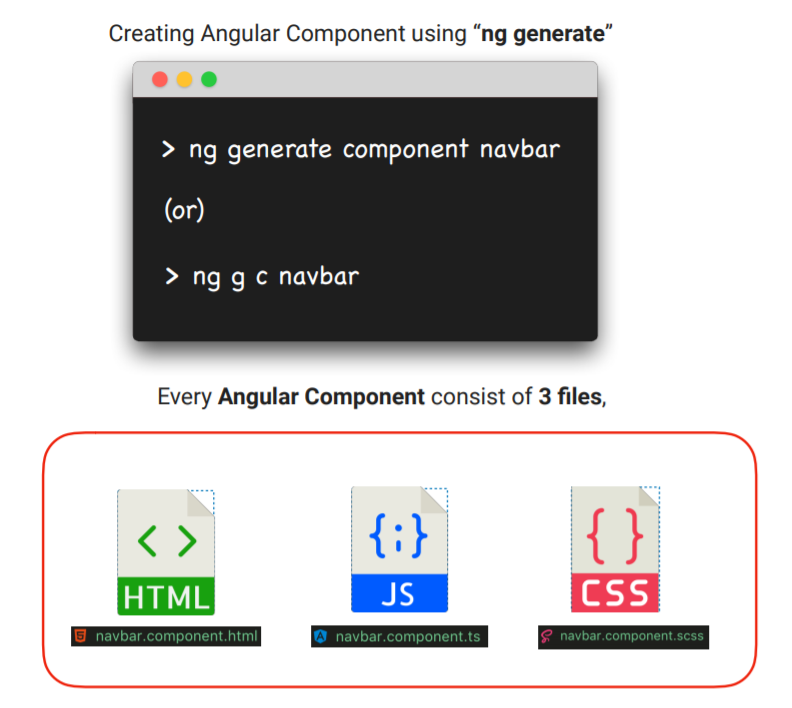 Creating Angular Component using “ng generate”
> ng generate component navbar
(or)
> ng g c navbar
Every Angular Component consist of 3 files,
< >
{;}
{ }
HTML
JS
CSS
navbar.component.html
navbar.component.ts
navbar.component.scss